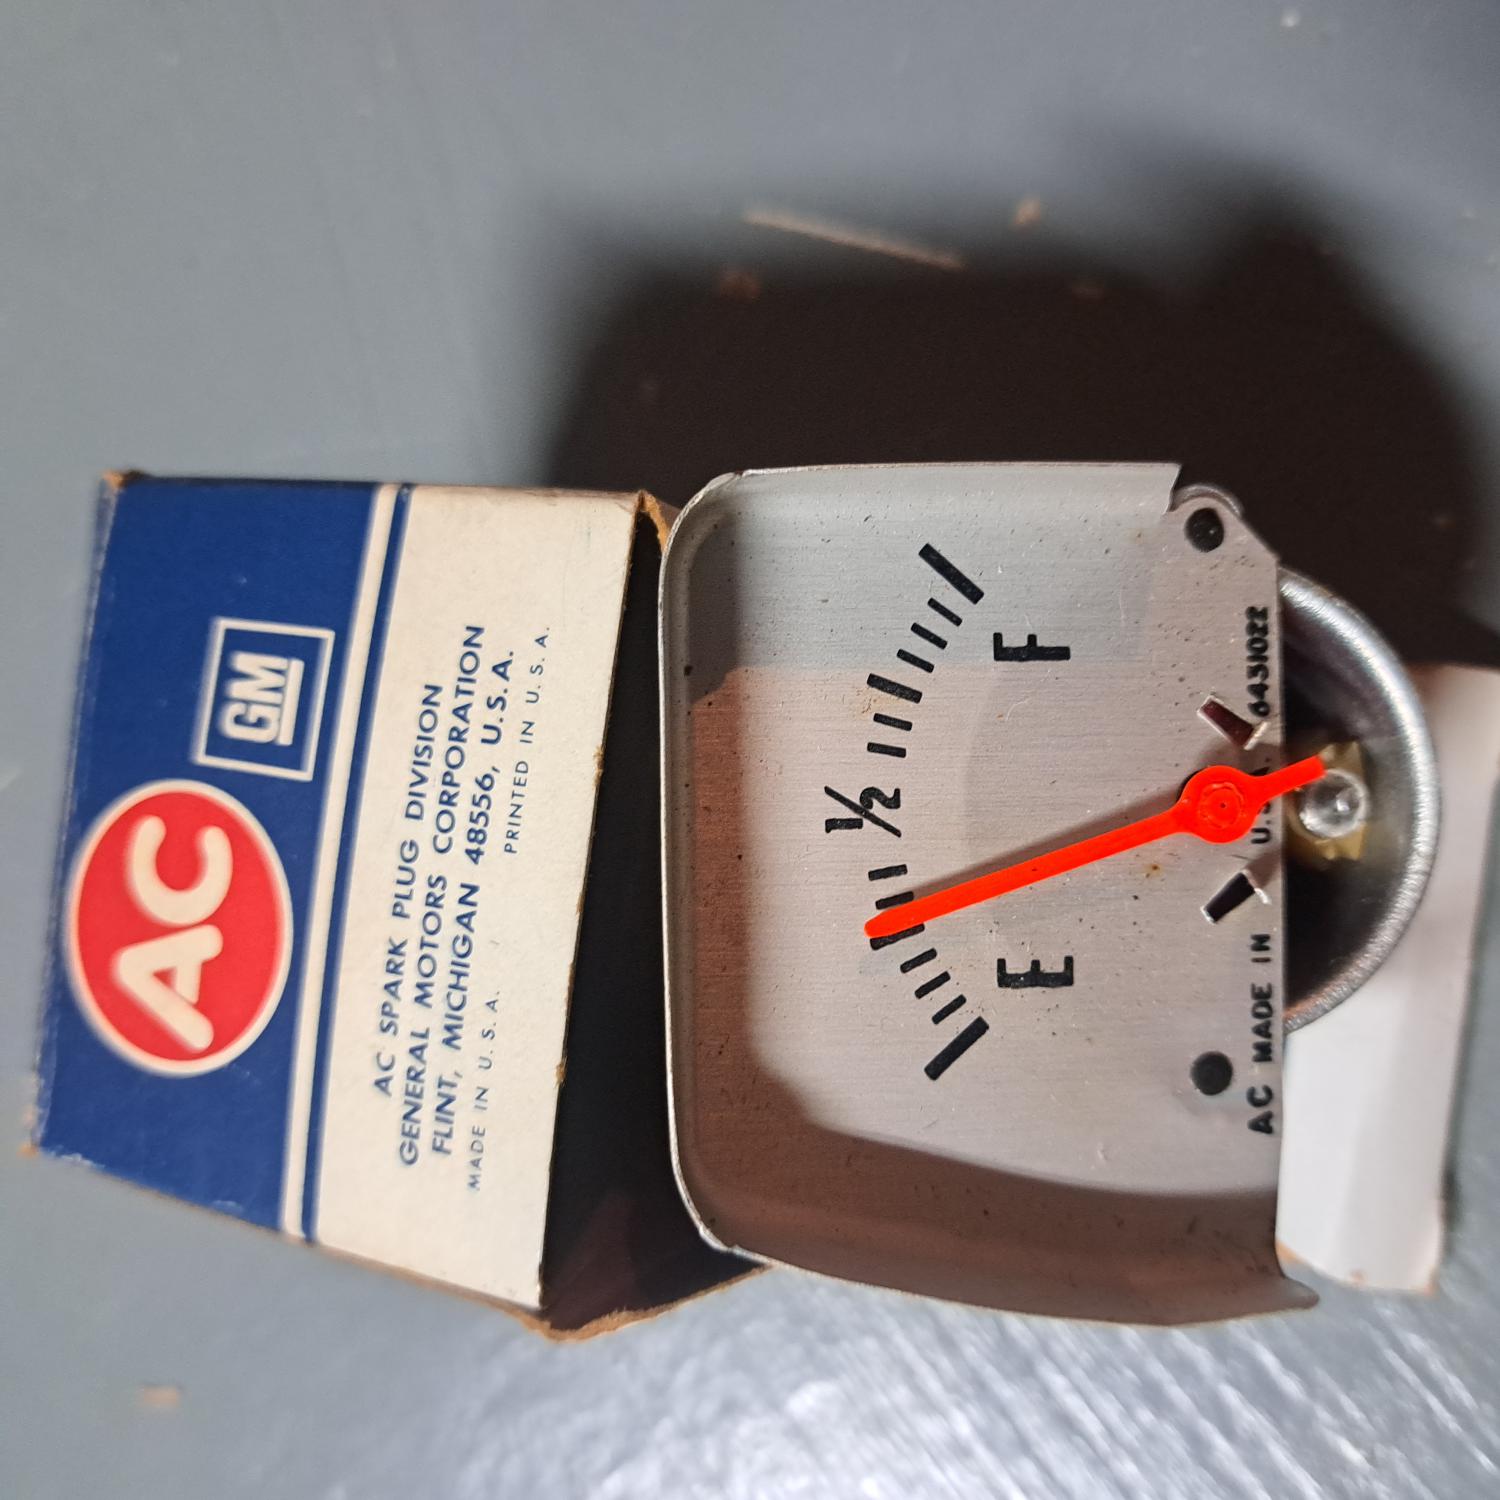 AC
GM
AC SPARK PLUG DIVISION
GENERAL MOTORS CORPORATION
FLINT, MICHIGAN 48556, U.S.A.
MADE IN U.S.A.
PRINTED IN U.S.A.
1/2
E
F
AC MADE IN U.S.A. 6431022